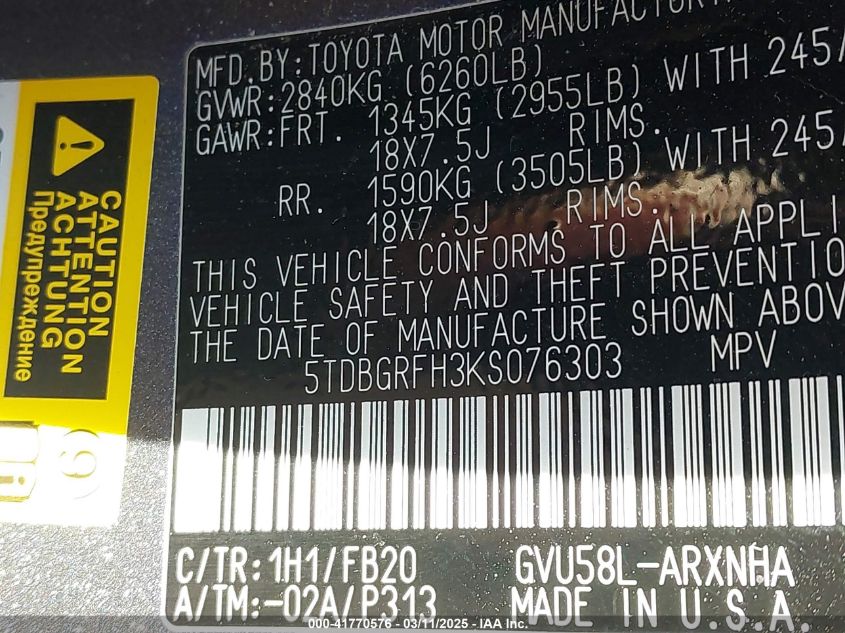 MFD. BY: TOYOTA MOTOR MANUFACTUR
GVWR: 2840KG (6260LB)
GAWR: FRT. 1345KG (2955LB) WITH 245/
18X7.5J RIMS.
RR. 1590KG (3505LB) WITH 245/
18X7.5J RIMS.
THIS VEHICLE CONFORMS TO ALL APPLI
VEHICLE SAFETY AND THEFT PREVENTIO
THE DATE OF MANUFACTURE SHOWN ABOV
5TDBGRFH3KS076303 MPV
C/TR: 1H1/FB20 GVU58L-ARXNHA
A/TM: -02A/P313 MADE IN U.S.A.
CAUTION
ATTENTION
ACHTUNG
Предупреждение
000-41770576 - 03/11/2025 - IAA Inc.